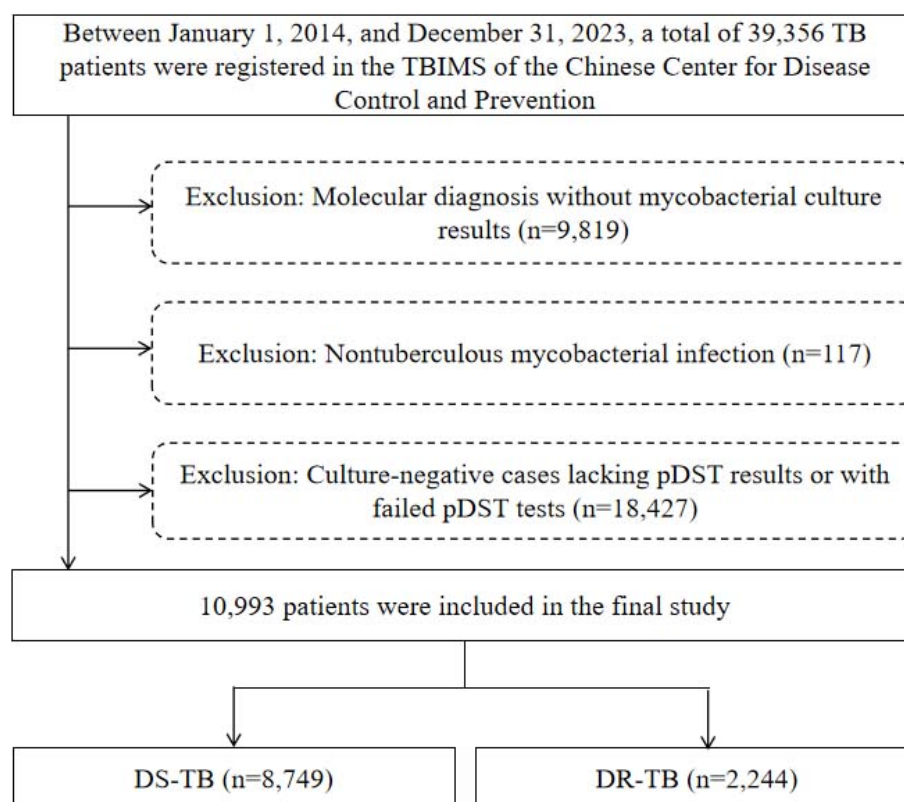 Between January 1, 2014, and December 31, 2023, a total of 39,356 TB
patients were registered in the TBIMS of the Chinese Center for Disease
Control and Prevention
Exclusion: Molecular diagnosis without mycobacterial culture
results (n=9,819)
Exclusion: Nontuberculous mycobacterial infection (n=117)
Exclusion: Culture-negative cases lacking pDST results or with
failed pDST tests (n=18,427)
10,993 patients were included in the final study
DS-TB (n=8,749)
DR-TB (n=2,244)